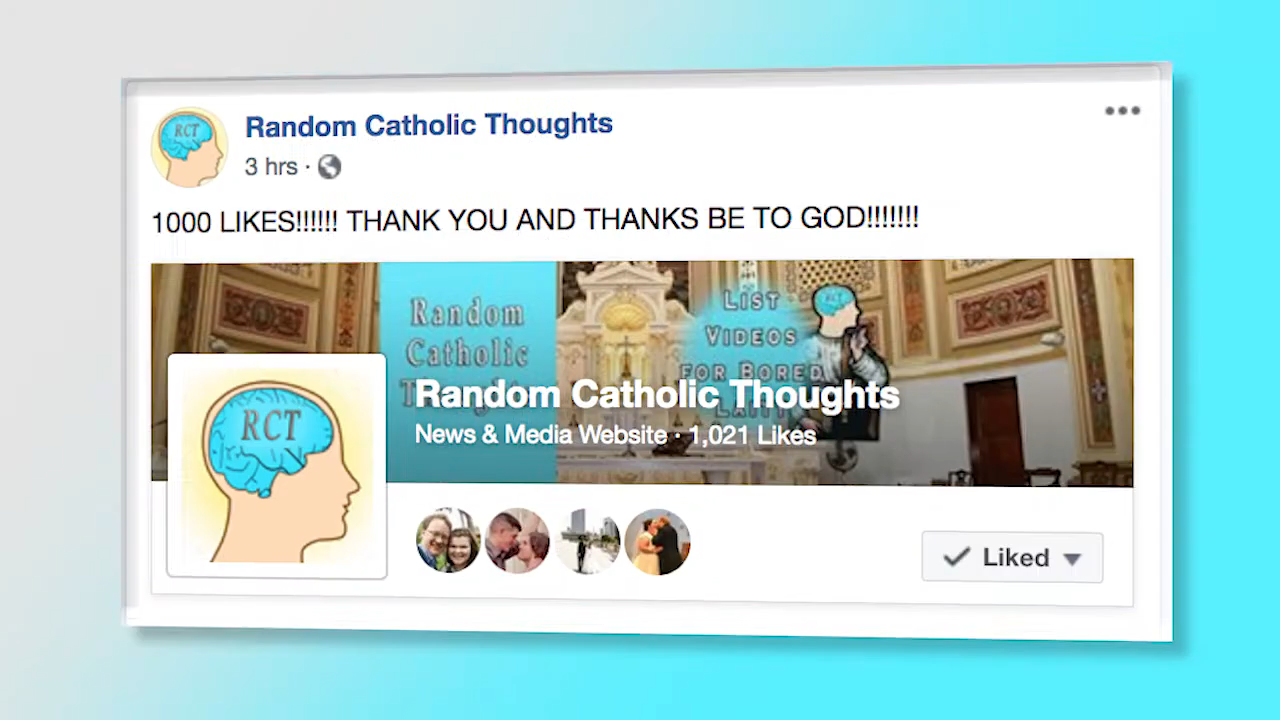 RCT
Random Catholic Thoughts
3 hrs ·
1000 LIKES!!!!!! THANK YOU AND THANKS BE TO GOD!!!!!!!
Random
Catholic
List
Videos
for Bored
Laity
Random Catholic Thoughts
News & Media Website · 1,021 Likes
RCT
Liked